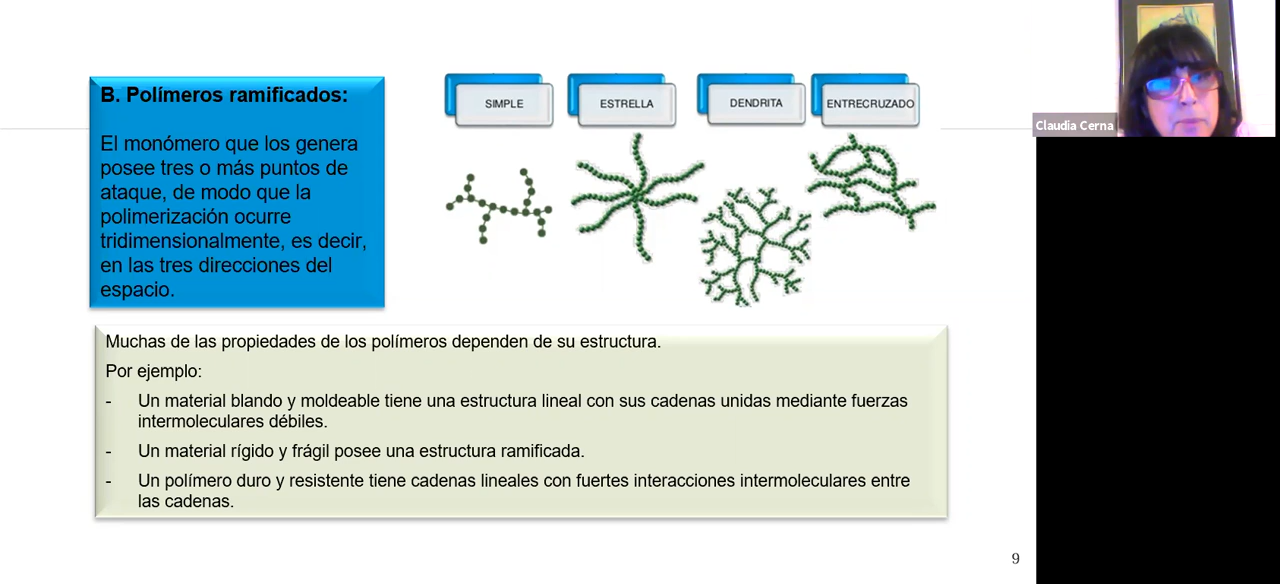 B. Polímeros ramificados:
El monómero que los genera
posee tres o más puntos de
ataque, de modo que la
polimerización ocurre
tridimensionalmente, es decir,
en las tres direcciones del
espacio.
SIMPLE
ESTRELLA
DENDRITA
ENTRECRUZADO
Claudia Cerna
Muchas de las propiedades de los polímeros dependen de su estructura.
Por ejemplo:
- Un material blando y moldeable tiene una estructura lineal con sus cadenas unidas mediante fuerzas
intermoleculares débiles.
- Un material rígido y frágil posee una estructura ramificada.
- Un polímero duro y resistente tiene cadenas lineales con fuertes interacciones intermoleculares entre
las cadenas.
9